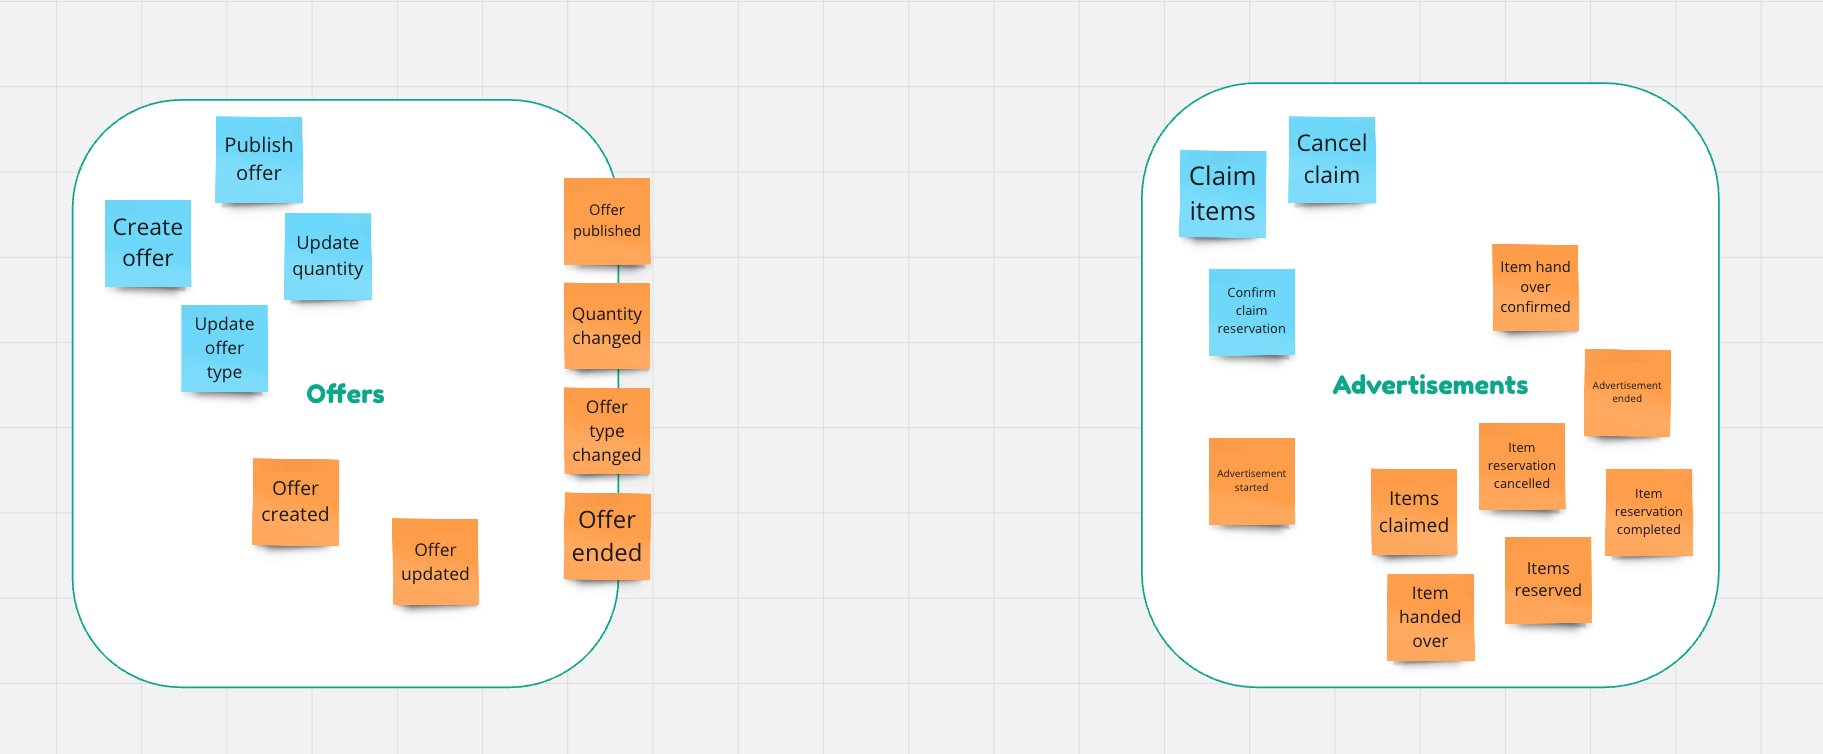 Publish
offer
Create
offer
Update
quantity
Update
offer
type
Offers
Offer
created
Offer
updated
Offer
published
Quantity
changed
Offer
type
changed
Offer
ended
Claim
items
Cancel
claim
Confirm
claim
reservation
Item hand
over
confirmed
Advertisements
Advertisement
ended
Advertisement
started
Items
claimed
Item
reservation
cancelled
Item
reservation
completed
Items
reserved
Item
handed
over